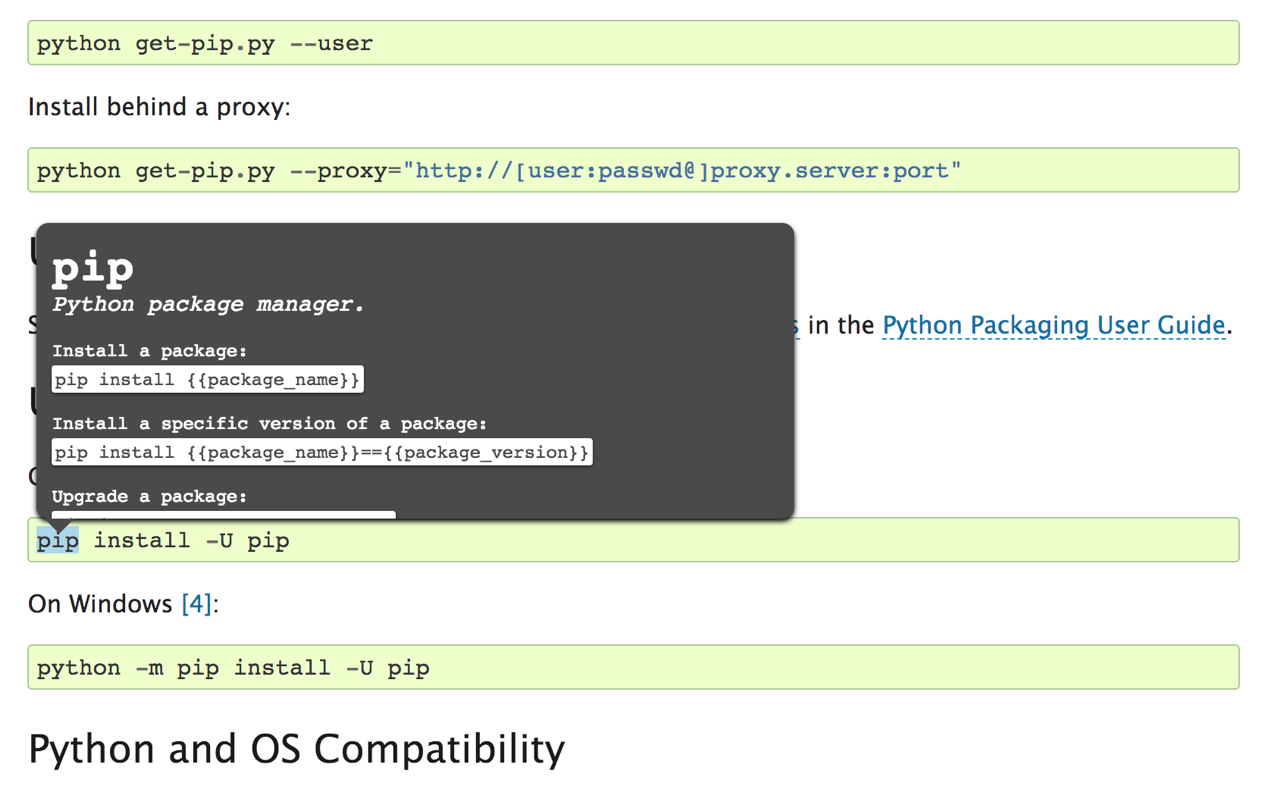 python get-pip.py --user
Install behind a proxy:
python get-pip.py --proxy="http://[user:passwd@]proxy.server:port"
pip
Python package manager.
in the Python Packaging User Guide.
Install a package:
pip install {{package_name}}
Install a specific version of a package:
pip install {{package_name}}=={{package_version}}
Upgrade a package:
pip install -U pip
On Windows [4]:
python -m pip install -U pip
Python and OS Compatibility